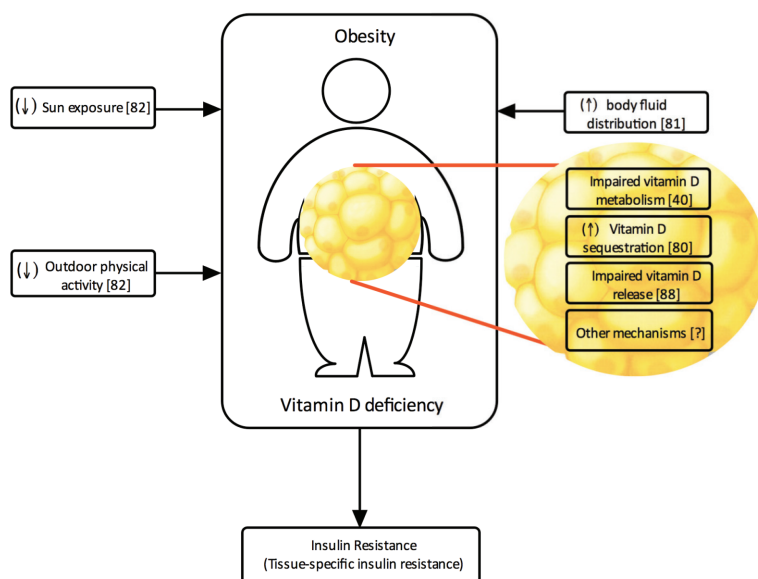 Obesity
(↓) Sun exposure [82]
(↑) body fluid
distribution [81]
Impaired vitamin D
metabolism [40]
(↑) Vitamin D
sequestration [80]
(↓) Outdoor physical
activity [82]
Impaired vitamin D
release [88]
Other mechanisms [?]
Vitamin D deficiency
Insulin Resistance
(Tissue-specific insulin resistance)